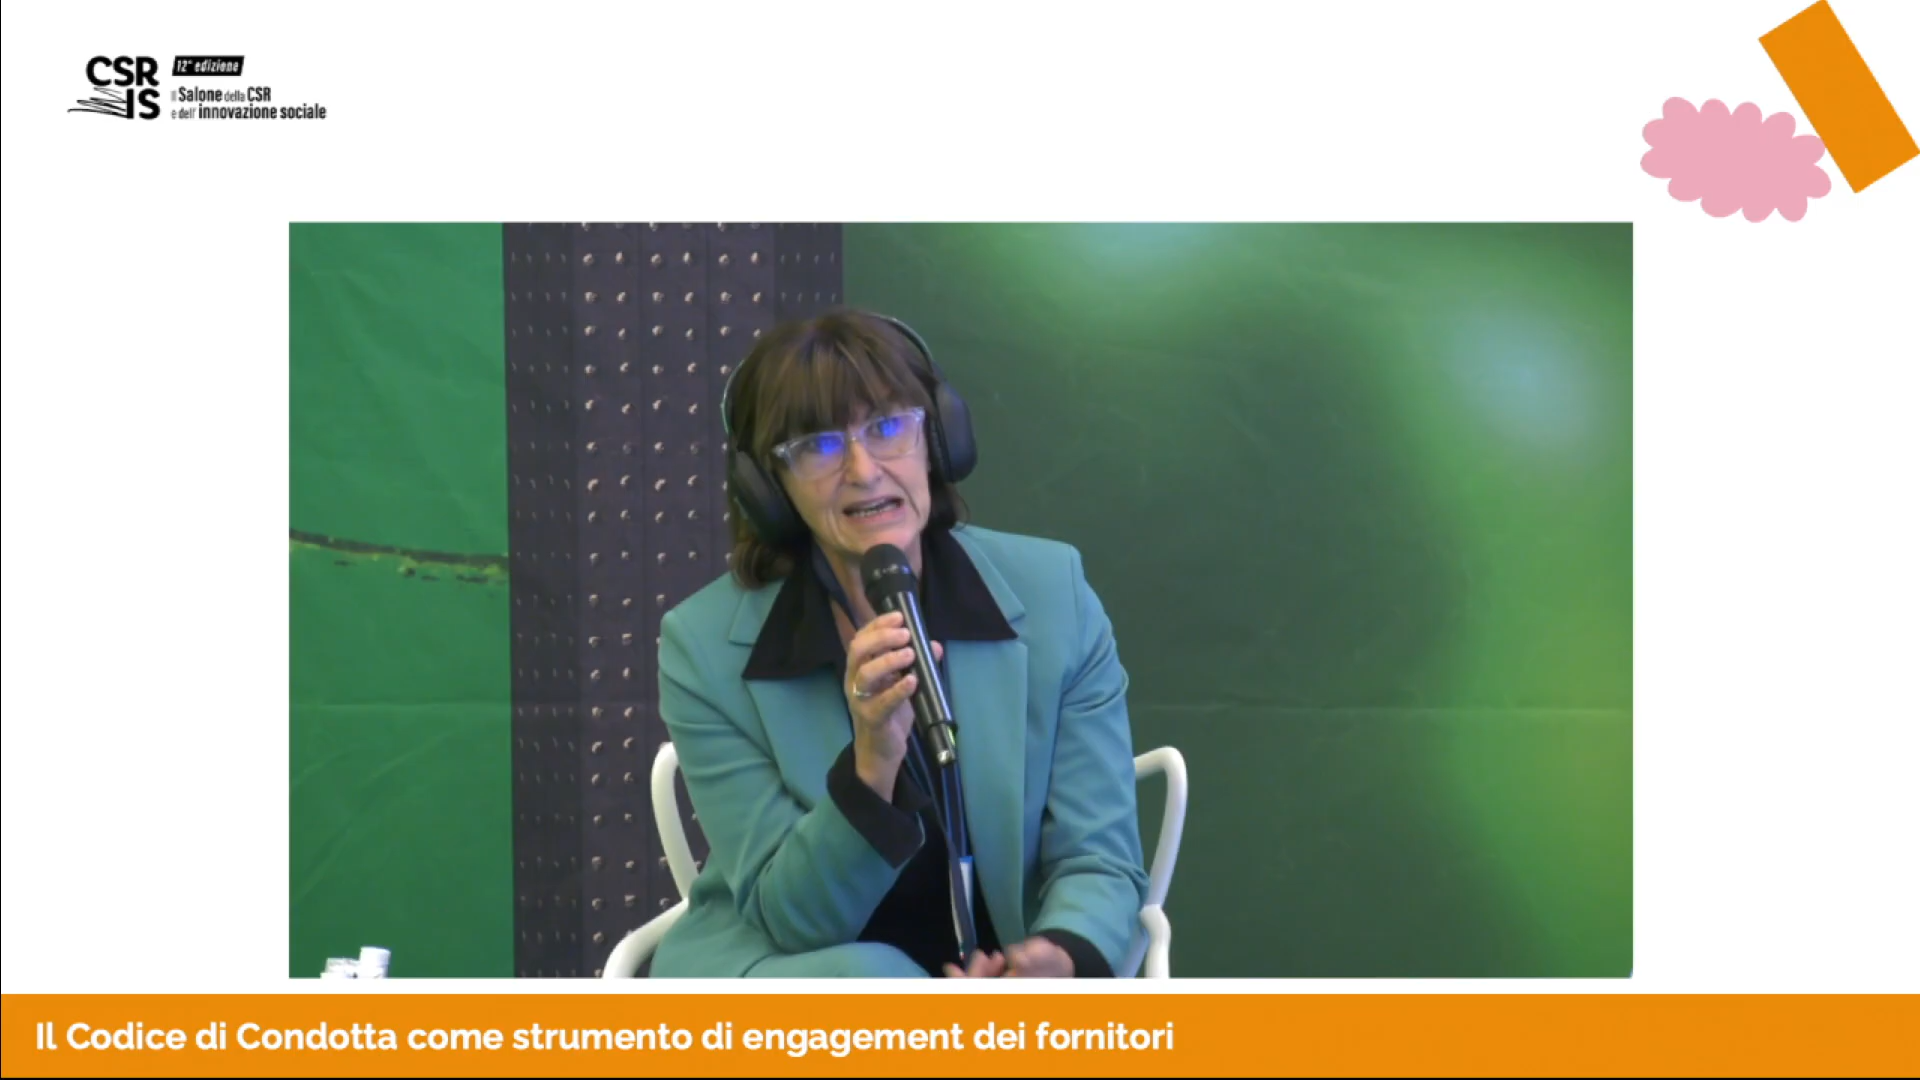 CSR
IS
12ª edizione
Il Salone della CSR
e dell'innovazione sociale
Il Codice di Condotta come strumento di engagement dei fornitori